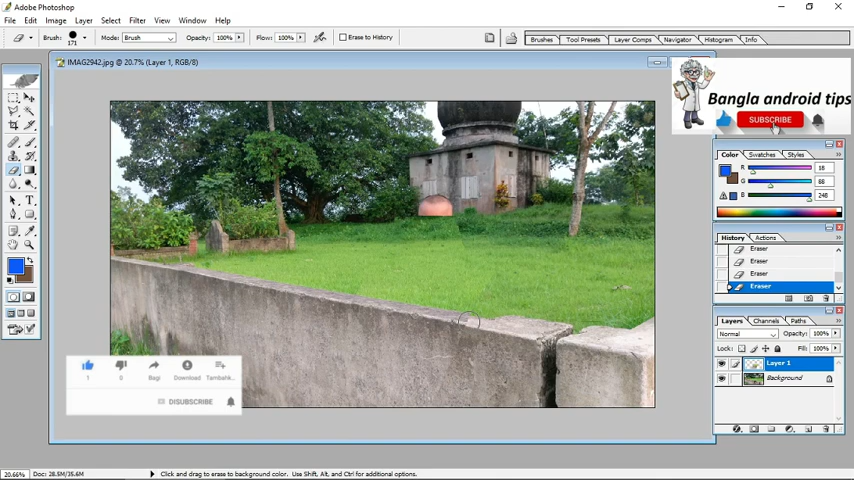 Adobe Photoshop
File Edit Image Layer Select Filter View Window Help
Brush: 171 Mode: Brush Opacity: 100% Flow: 100% Erase to History
Brushes Tool Presets Layer Comps Navigator Histogram Info
IMAG2942.jpg @ 20.7% (Layer 1, RGB/8)
Bangla android tips
SUBSCRIBE
Color Swatches Styles
R 18
G 86
B 248
History Actions
Eraser
Eraser
Eraser
Eraser
Layers Channels Paths
Normal Opacity: 100%
Lock: Fill: 100%
Layer 1
Background
1 0 Bagi Download Tambahk...
DISUBSCRIBE
20.66% Doc: 28.5M/35.6M Click and drag to erase to background color. Use Shift, Alt, and Ctrl for additional options.